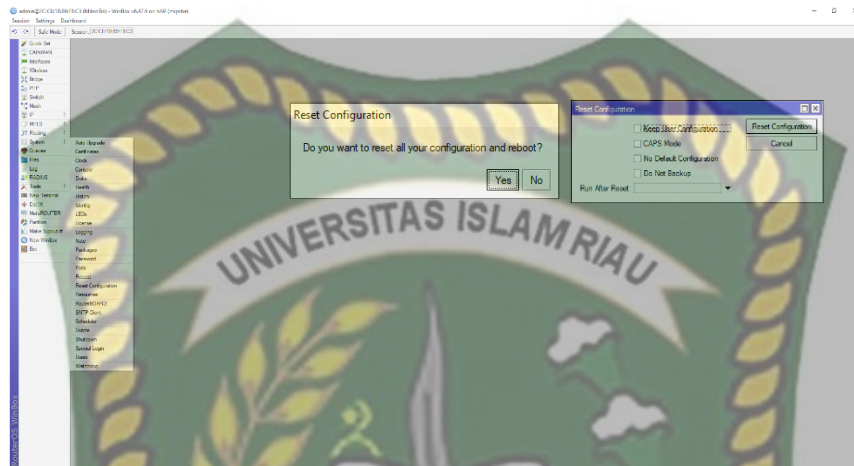 Session Settings Dashboard
Safe Mode Session:
Quick Set
CAPsMAN
Interfaces
Wireless
Bridge
PPP
Switch
Mesh
IP
MPLS
Routing
System
Queues
Files
Log
RADIUS
Tools
New Terminal
MetaROUTER
Partition
Make Supout.rif
New WinBox
Exit
Auto Upgrade
Certificates
Clock
Console
Disks
Health
History
Identity
LEDs
License
Logging
Note
Packages
Password
Ports
Reboot
Reset Configuration
Resources
RouterBOARD
SNTP Client
Scheduler
Scripts
Shutdown
Special Login
Users
Watchdog
Reset Configuration
Do you want to reset all your configuration and reboot?
Yes No
Reset Configuration
Keep User Configuration Reset Configuration
CAPS Mode Cancel
No Default Configuration
Do Not Backup
Run After Reset:
UNIVERSITAS ISLAM RIAU
RouterOS WinBox